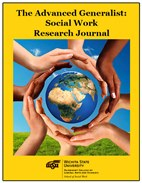 The Advanced Generalist:
Social Work
Research Journal
WICHITA STATE
UNIVERSITY